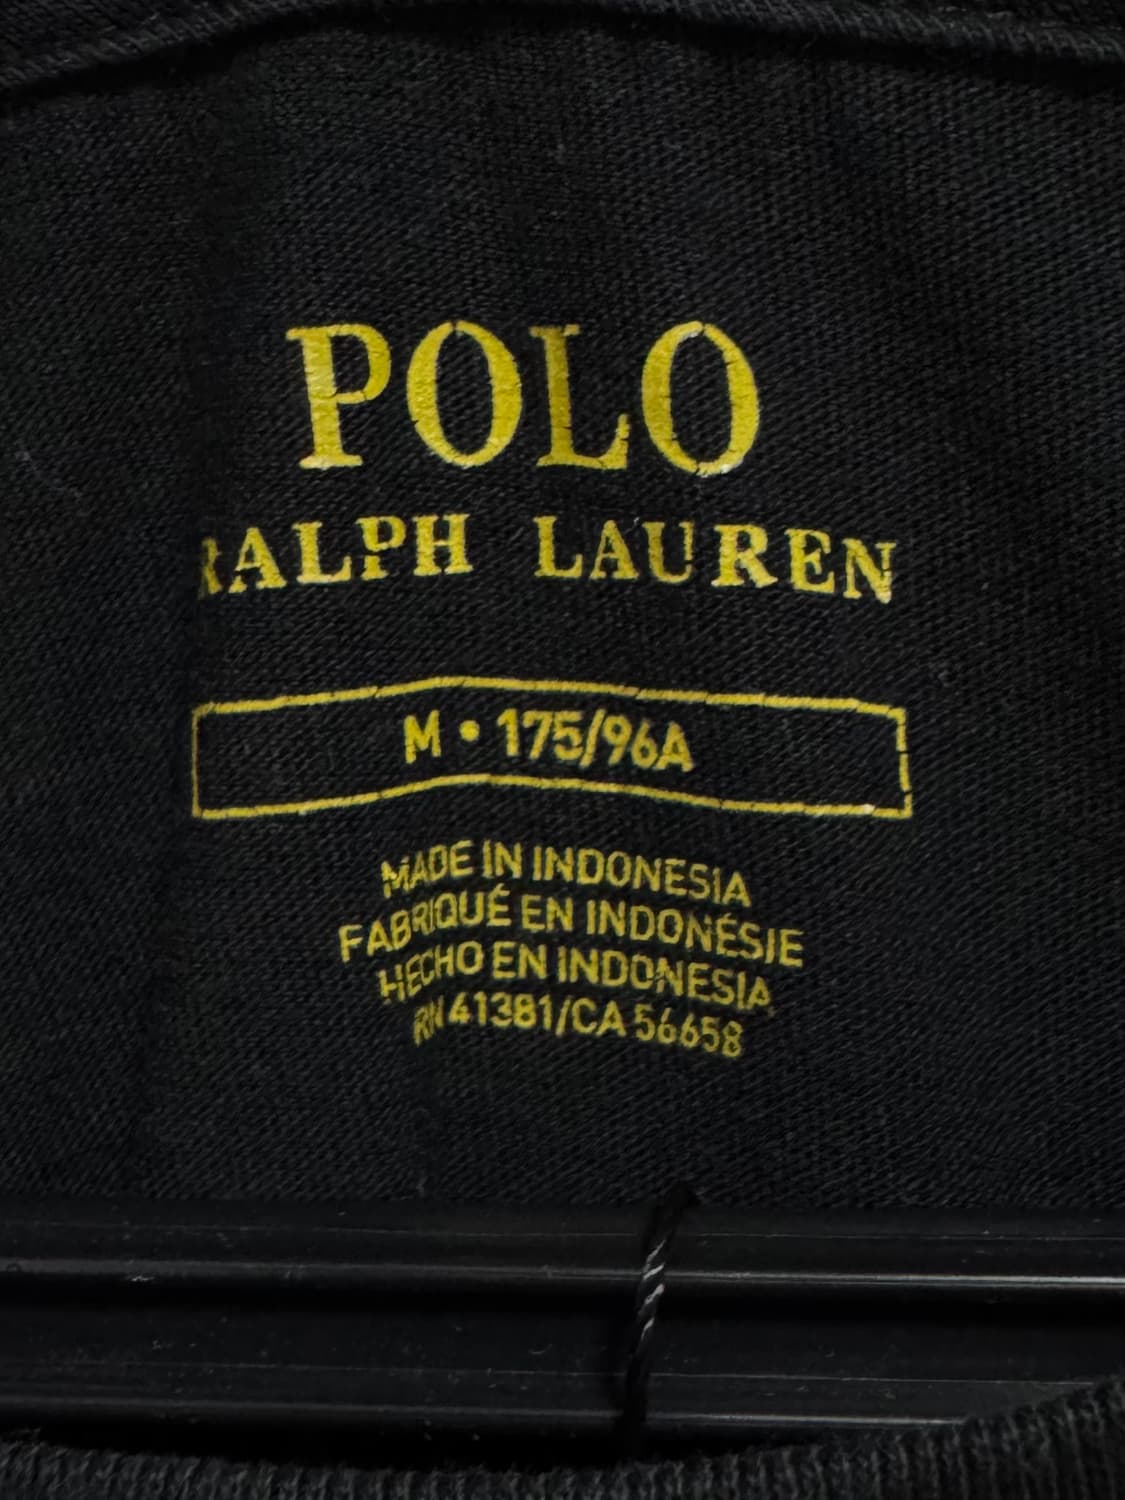 POLO
RALPH LAUREN
M • 175/96A
MADE IN INDONESIA
FABRIQUÉ EN INDONÉSIE
HECHO EN INDONESIA
RN 41381/CA 56658